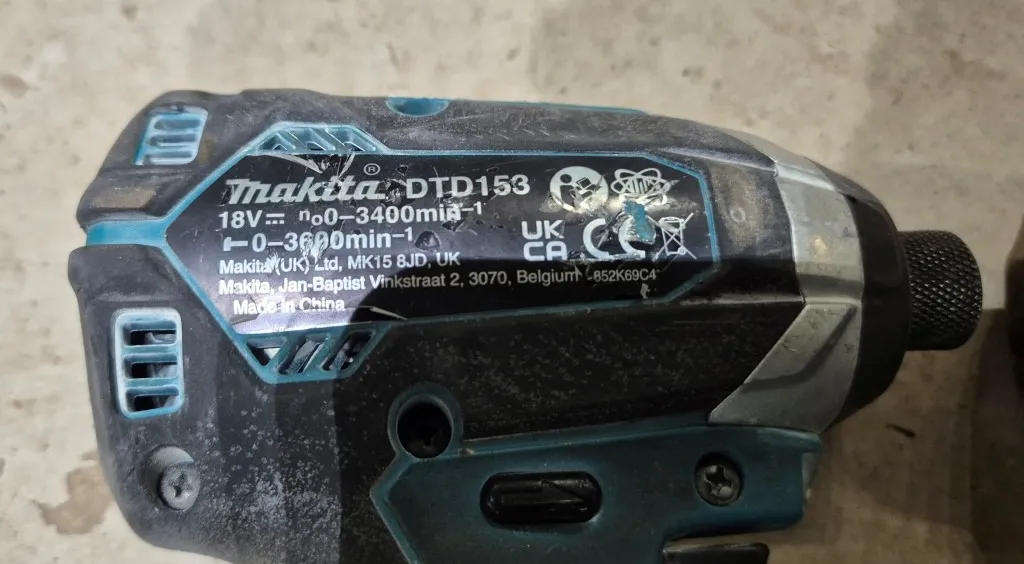 makita® DTD153
18V⎓ n₀0-3400min⁻¹
0-3600min⁻¹
UK
CA CE
Makita (UK) Ltd, MK15 8JD, UK
Makita, Jan-Baptist Vinkstraat 2, 3070, Belgium 852K69C4
Made in China